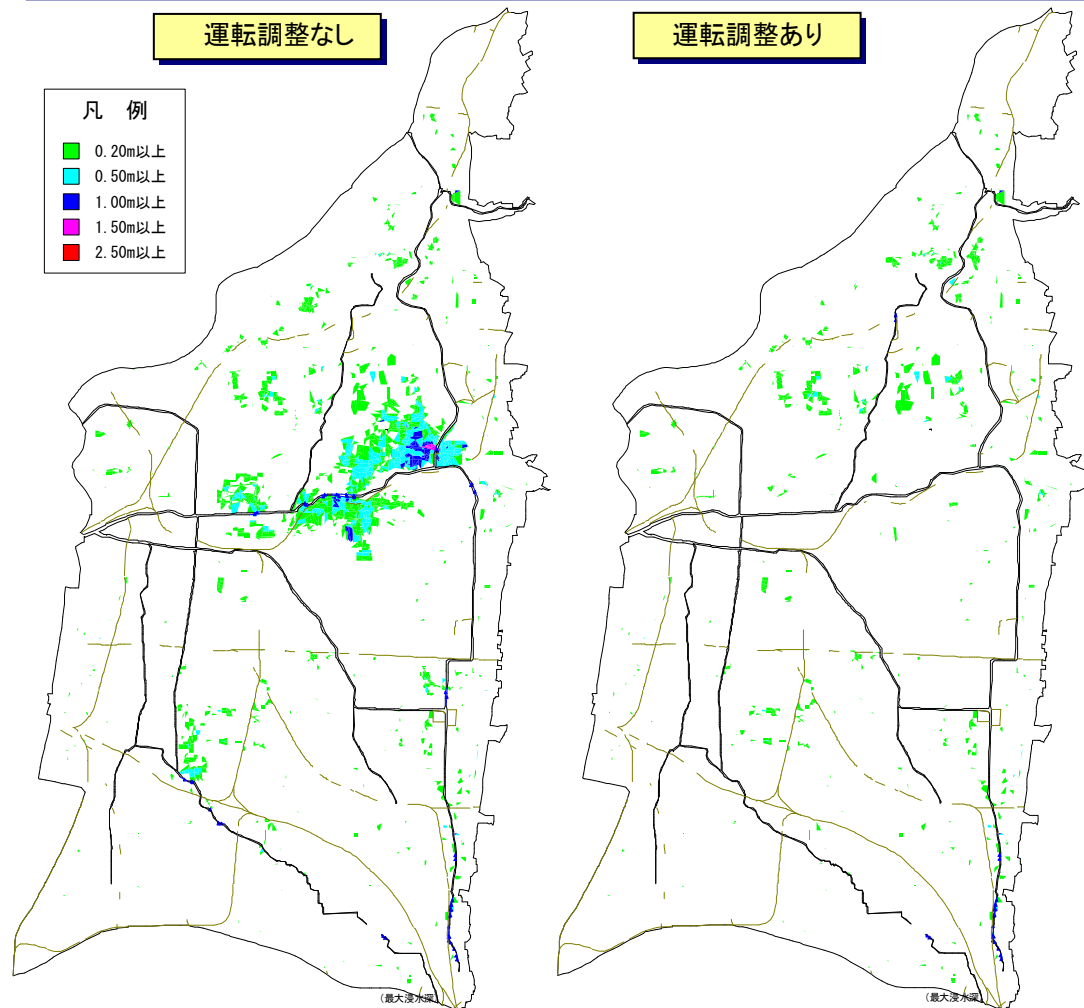 運転調整なし
運転調整あり
凡 例
0.20m以上
0.50m以上
1.00m以上
1.50m以上
2.50m以上
(最大浸水深)
(最大浸水深)